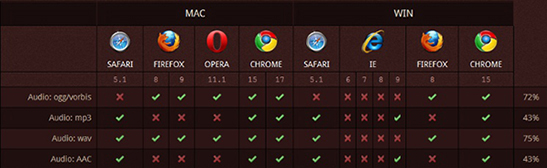 MAC WIN
SAFARI FIREFOX OPERA CHROME SAFARI IE FIREFOX CHROME
5.1 8 9 11.1 15 17 5.1 6 7 8 9 8 15
Audio: ogg/vorbis 72%
Audio: mp3 43%
Audio: wav 75%
Audio: AAC 43%